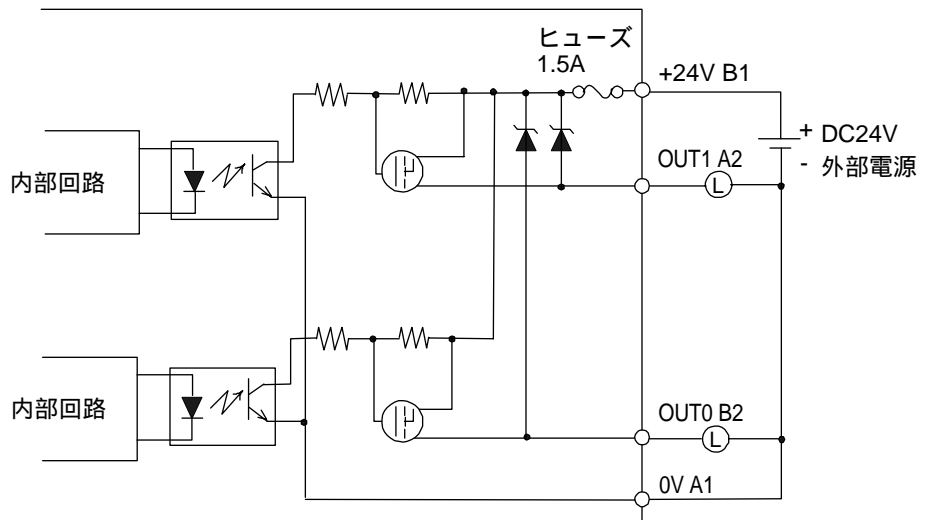 ヒューズ
1.5A
+24V B1
+ DC24V
- 外部電源
OUT1 A2
L
内部回路
内部回路
OUT0 B2
L
0V A1